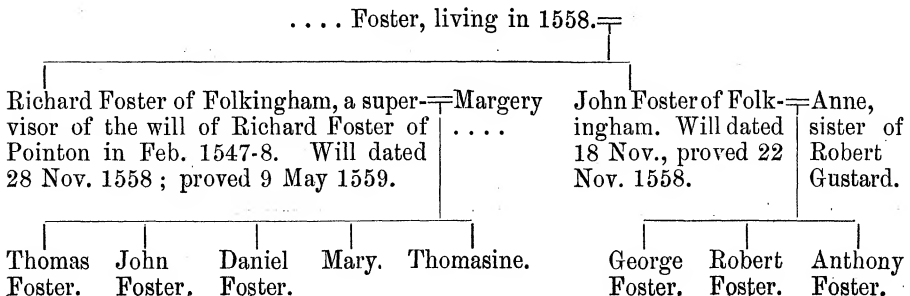 .... Foster, living in 1558.
Richard Foster of Folkingham, a super-
visor of the will of Richard Foster of
Pointon in Feb. 1547-8. Will dated
28 Nov. 1558 ; proved 9 May 1559.
Margery
....
John Foster of Folk-
ingham. Will dated
18 Nov., proved 22
Nov. 1558.
Anne,
sister of
Robert
Gustard.
Thomas
Foster.
John
Foster.
Daniel
Foster.
Mary.
Thomasine.
George
Foster.
Robert
Foster.
Anthony
Foster.